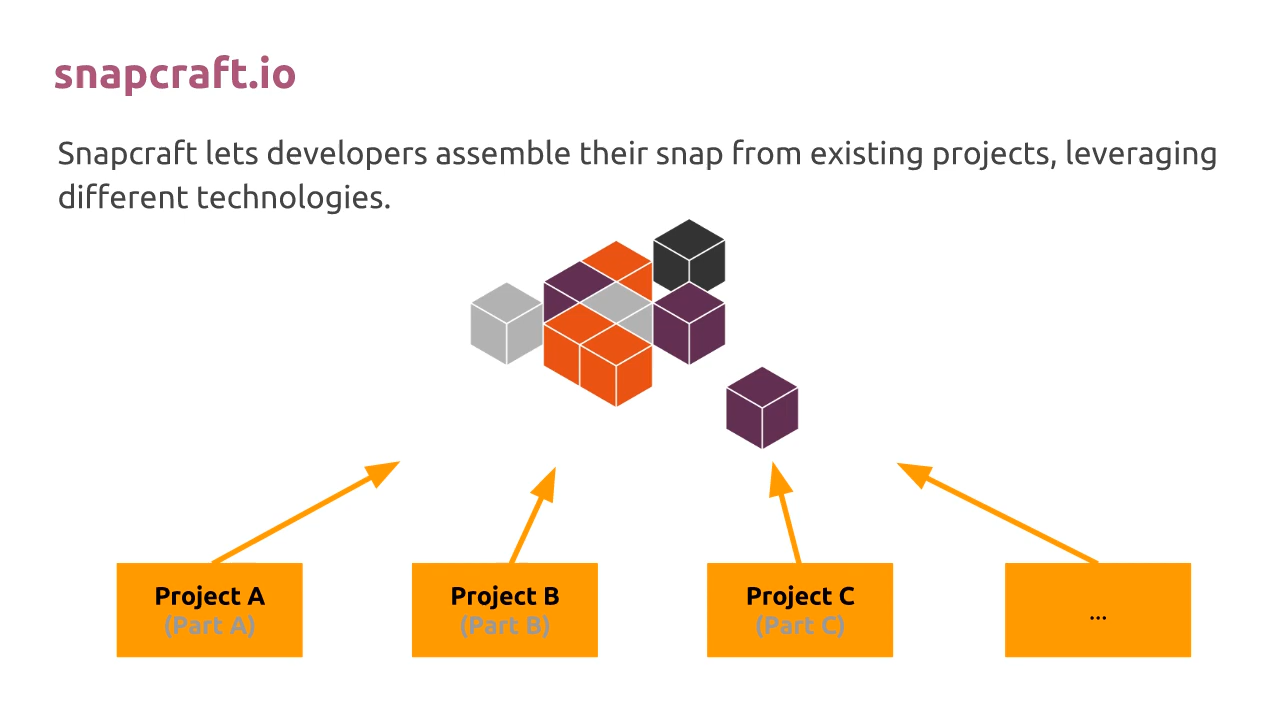 snapcraft.io
Snapcraft lets developers assemble their snap from existing projects, leveraging
different technologies.
Project A
(Part A)
Project B
(Part B)
Project C
(Part C)
...